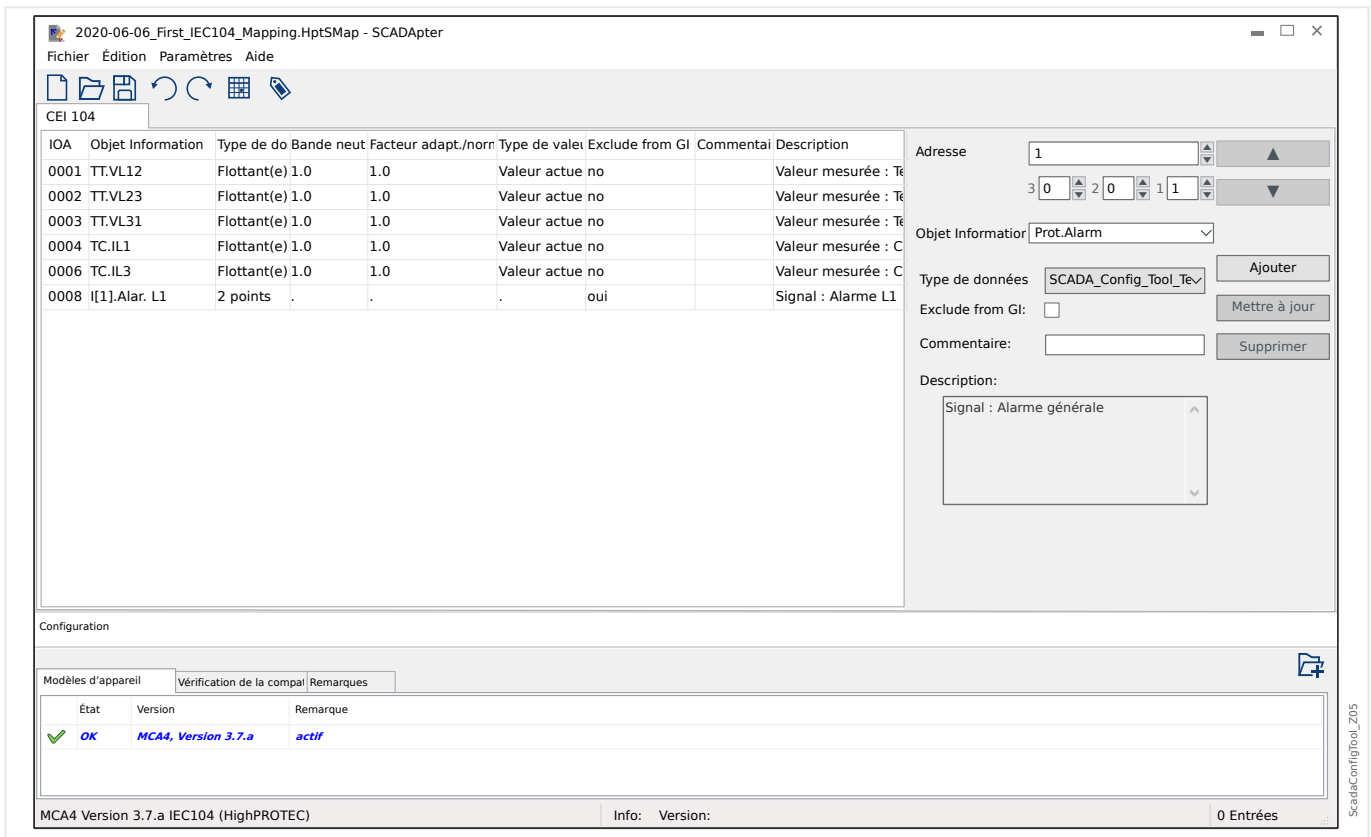 2020-06-06_First_IEC104_Mapping.HptSMap - SCADApter
Fichier Édition Paramètres Aide
CEI 104
IOA Objet Information Type de do Bande neut Facteur adapt./norn Type de valeu Exclude from GI Commentai Description
0001 TT.VL12 Flottant(e) 1.0 1.0 Valeur actue no Valeur mesurée : Te
0002 TT.VL23 Flottant(e) 1.0 1.0 Valeur actue no Valeur mesurée : Te
0003 TT.VL31 Flottant(e) 1.0 1.0 Valeur actue no Valeur mesurée : Te
0004 TC.IL1 Flottant(e) 1.0 1.0 Valeur actue no Valeur mesurée : C
0006 TC.IL3 Flottant(e) 1.0 1.0 Valeur actue no Valeur mesurée : C
0008 I[1].Alar. L1 2 points . . . oui Signal : Alarme L1
Adresse 1
3 0 2 0 1 1
Objet Information Prot.Alarm
Ajouter
Type de données SCADA_Config_Tool_Te
Exclude from GI:
Mettre à jour
Commentaire:
Supprimer
Description:
Signal : Alarme générale
Configuration
Modèles d'appareil Vérification de la compat Remarques
État Version Remarque
OK MCA4, Version 3.7.a actif
MCA4 Version 3.7.a IEC104 (HighPROTEC) Info: Version: 0 Entrées
ScadaConfigTool_Z05